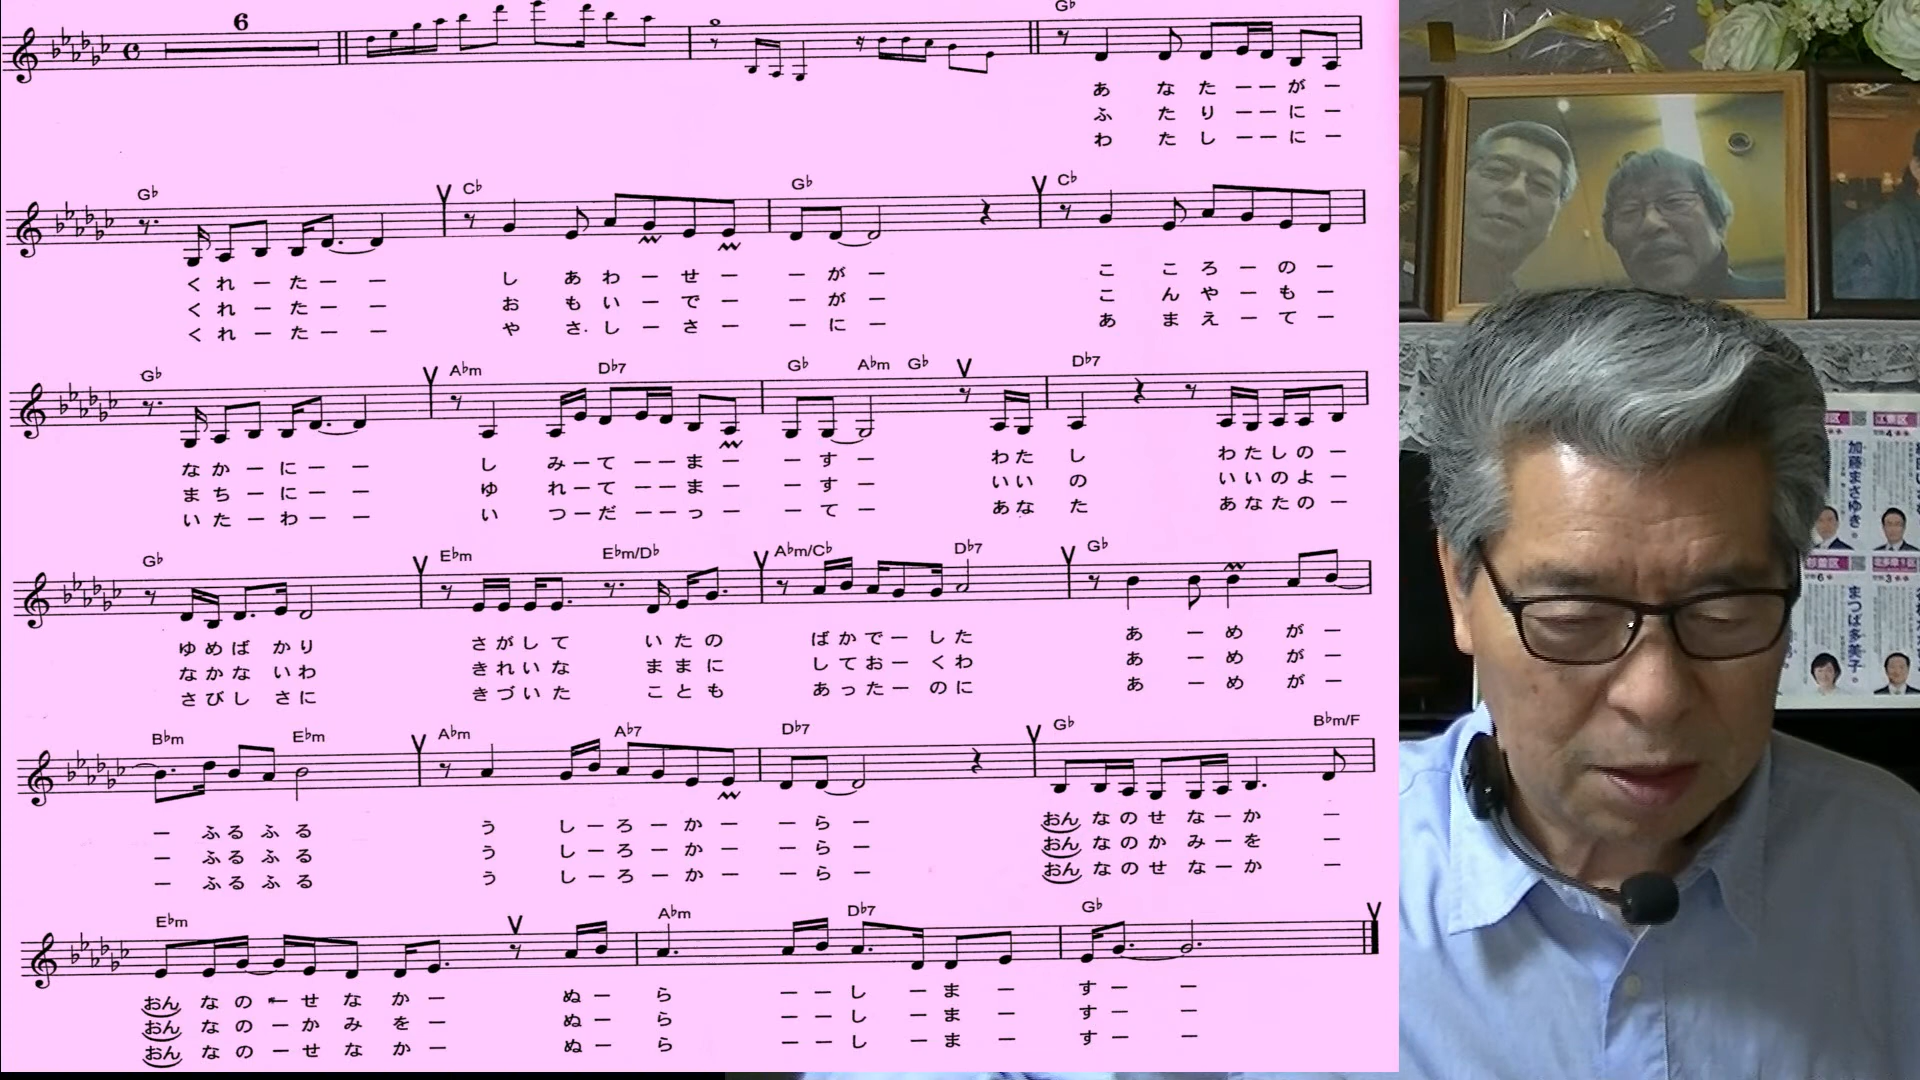 6
G♭
あ な た ー ー が ー
ふ た り ー ー に ー
わ た し ー ー に ー
G♭ C♭ G♭ C♭
く れ ー た ー ー し あ わ ー せ ー ー が ー こ こ ろ ー の ー
く れ ー た ー ー お も い ー で ー ー が ー こ ん や ー も ー
く れ ー た ー ー や さ し ー さ ー ー に ー あ ま え ー て ー
G♭ A♭m D♭7 G♭ A♭m G♭ D♭7
な か ー に ー ー し み ー て ー ー ま ー ー す ー わ た し わ た し の ー
ま ち ー に ー ー ゆ れ ー て ー ー ま ー ー す ー い い の い い の よ ー
い た ー わ ー ー い つ ー だ ー ー っ ー ー て ー あ な た あ な た の ー
G♭ E♭m E♭m/D♭ A♭m/C♭ D♭7 G♭
ゆ め ば か り さ が し て い た の ば か で ー し た あ ー め が ー
な か な い わ き れ い な ま ま に し て お ー く わ あ ー め が ー
さ び し さ に き づ い た こ と も あ っ た ー の に あ ー め が ー
B♭m E♭m A♭m A♭7 D♭7 G♭ B♭m/F
ー ふ る ふ る う し ー ろ ー か ー ー ら ー おん な の せ な ー か ー
ー ふ る ふ る う し ー ろ ー か ー ー ら ー おん な の か み ー を ー
ー ふ る ふ る う し ー ろ ー か ー ー ら ー おん な の せ な ー か ー
E♭m A♭m D♭7 G♭
おん な の ー せ な か ー ぬ ー ら ー ー し ー ま ー す ー ー
おん な の ー か み を ー ぬ ー ら ー ー し ー ま ー す ー ー
おん な の ー せ な か ー ぬ ー ら ー ー し ー ま ー す ー ー
江東区
4
加藤まさゆき。
6
3
まつば多美子。